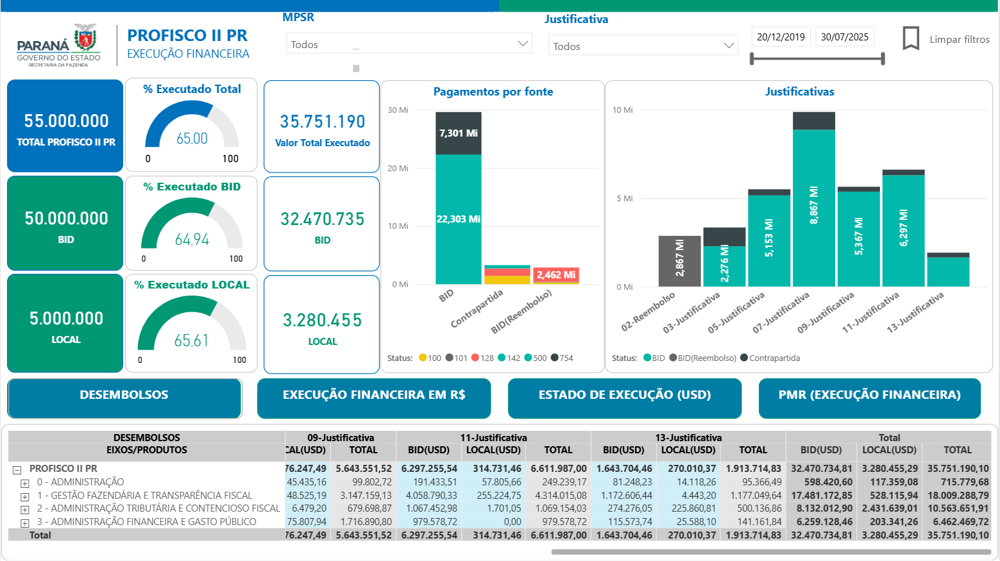 MPSR
Todos
Justificativa
Todos
20/12/2019
30/07/2025
Limpar filtros
PARANÁ
GOVERNO DO ESTADO
SECRETARIA DA FAZENDA
PROFISCO II PR
EXECUÇÃO FINANCEIRA
55.000.000
TOTAL PROFISCO II PR
% Executado Total
65,00
0
100
35.751.190
Valor Total Executado
50.000.000
BID
% Executado BID
64,94
0
100
32.470.735
BID
5.000.000
LOCAL
% Executado LOCAL
65,61
0
100
3.280.455
LOCAL
Pagamentos por fonte
30 Mi
20 Mi
10 Mi
0 Mi
7,301 Mi
22,303 Mi
2,462 Mi
BID
Contrapartida
BID(Reembolso)
Status: 100 101 128 142 500 754
Justificativas
10 Mi
5 Mi
0 Mi
2,867 Mi
2,276 Mi
5,153 Mi
8,867 Mi
5,367 Mi
6,297 Mi
02-Reembolso
03-Justificativa
05-Justificativa
07-Justificativa
09-Justificativa
11-Justificativa
13-Justificativa
Status: BID BID(Reembolso) Contrapartida
DESEMBOLSOS
EXECUÇÃO FINANCEIRA EM R$
ESTADO DE EXECUÇÃO (USD)
PMR (EXECUÇÃO FINANCEIRA)
DESEMBOLSOS 09-Justificativa 11-Justificativa 13-Justificativa Total
EIXOS/PRODUTOS CAL(USD) TOTAL BID(USD) LOCAL(USD) TOTAL BID(USD) LOCAL(USD) TOTAL BID(USD) LOCAL(USD) TOTAL
PROFISCO II PR 76.247,49 5.643.551,52 6.297.255,54 314.731,46 6.611.987,00 1.643.704,46 270.010,37 1.913.714,83 32.470.734,81 3.280.455,29 35.751.190,10
0 - ADMINISTRAÇÃO 45.435,16 99.802,72 191.433,51 57.805,66 249.239,17 81.248,23 14.118,26 95.366,49 598.420,60 117.359,08 715.779,68
1 - GESTÃO FAZENDÁRIA E TRANSPARÊNCIA FISCAL 48.525,19 3.147.159,13 4.058.790,33 255.224,75 4.314.015,08 1.172.606,44 4.443,20 1.177.049,64 17.481.172,85 528.115,94 18.009.288,79
2 - ADMINISTRAÇÃO TRIBUTÁRIA E CONTENCIOSO FISCAL 6.479,20 679.698,87 1.067.452,98 1.701,05 1.069.154,03 274.276,05 225.860,81 500.136,86 8.132.012,90 2.431.639,01 10.563.651,91
3 - ADMINISTRAÇÃO FINANCEIRA E GASTO PÚBLICO 75.807,94 1.716.890,80 979.578,72 0,00 979.578,72 115.573,74 25.588,10 141.161,84 6.259.128,46 203.341,26 6.462.469,72
Total 76.247,49 5.643.551,52 6.297.255,54 314.731,46 6.611.987,00 1.643.704,46 270.010,37 1.913.714,83 32.470.734,81 3.280.455,29 35.751.190,10